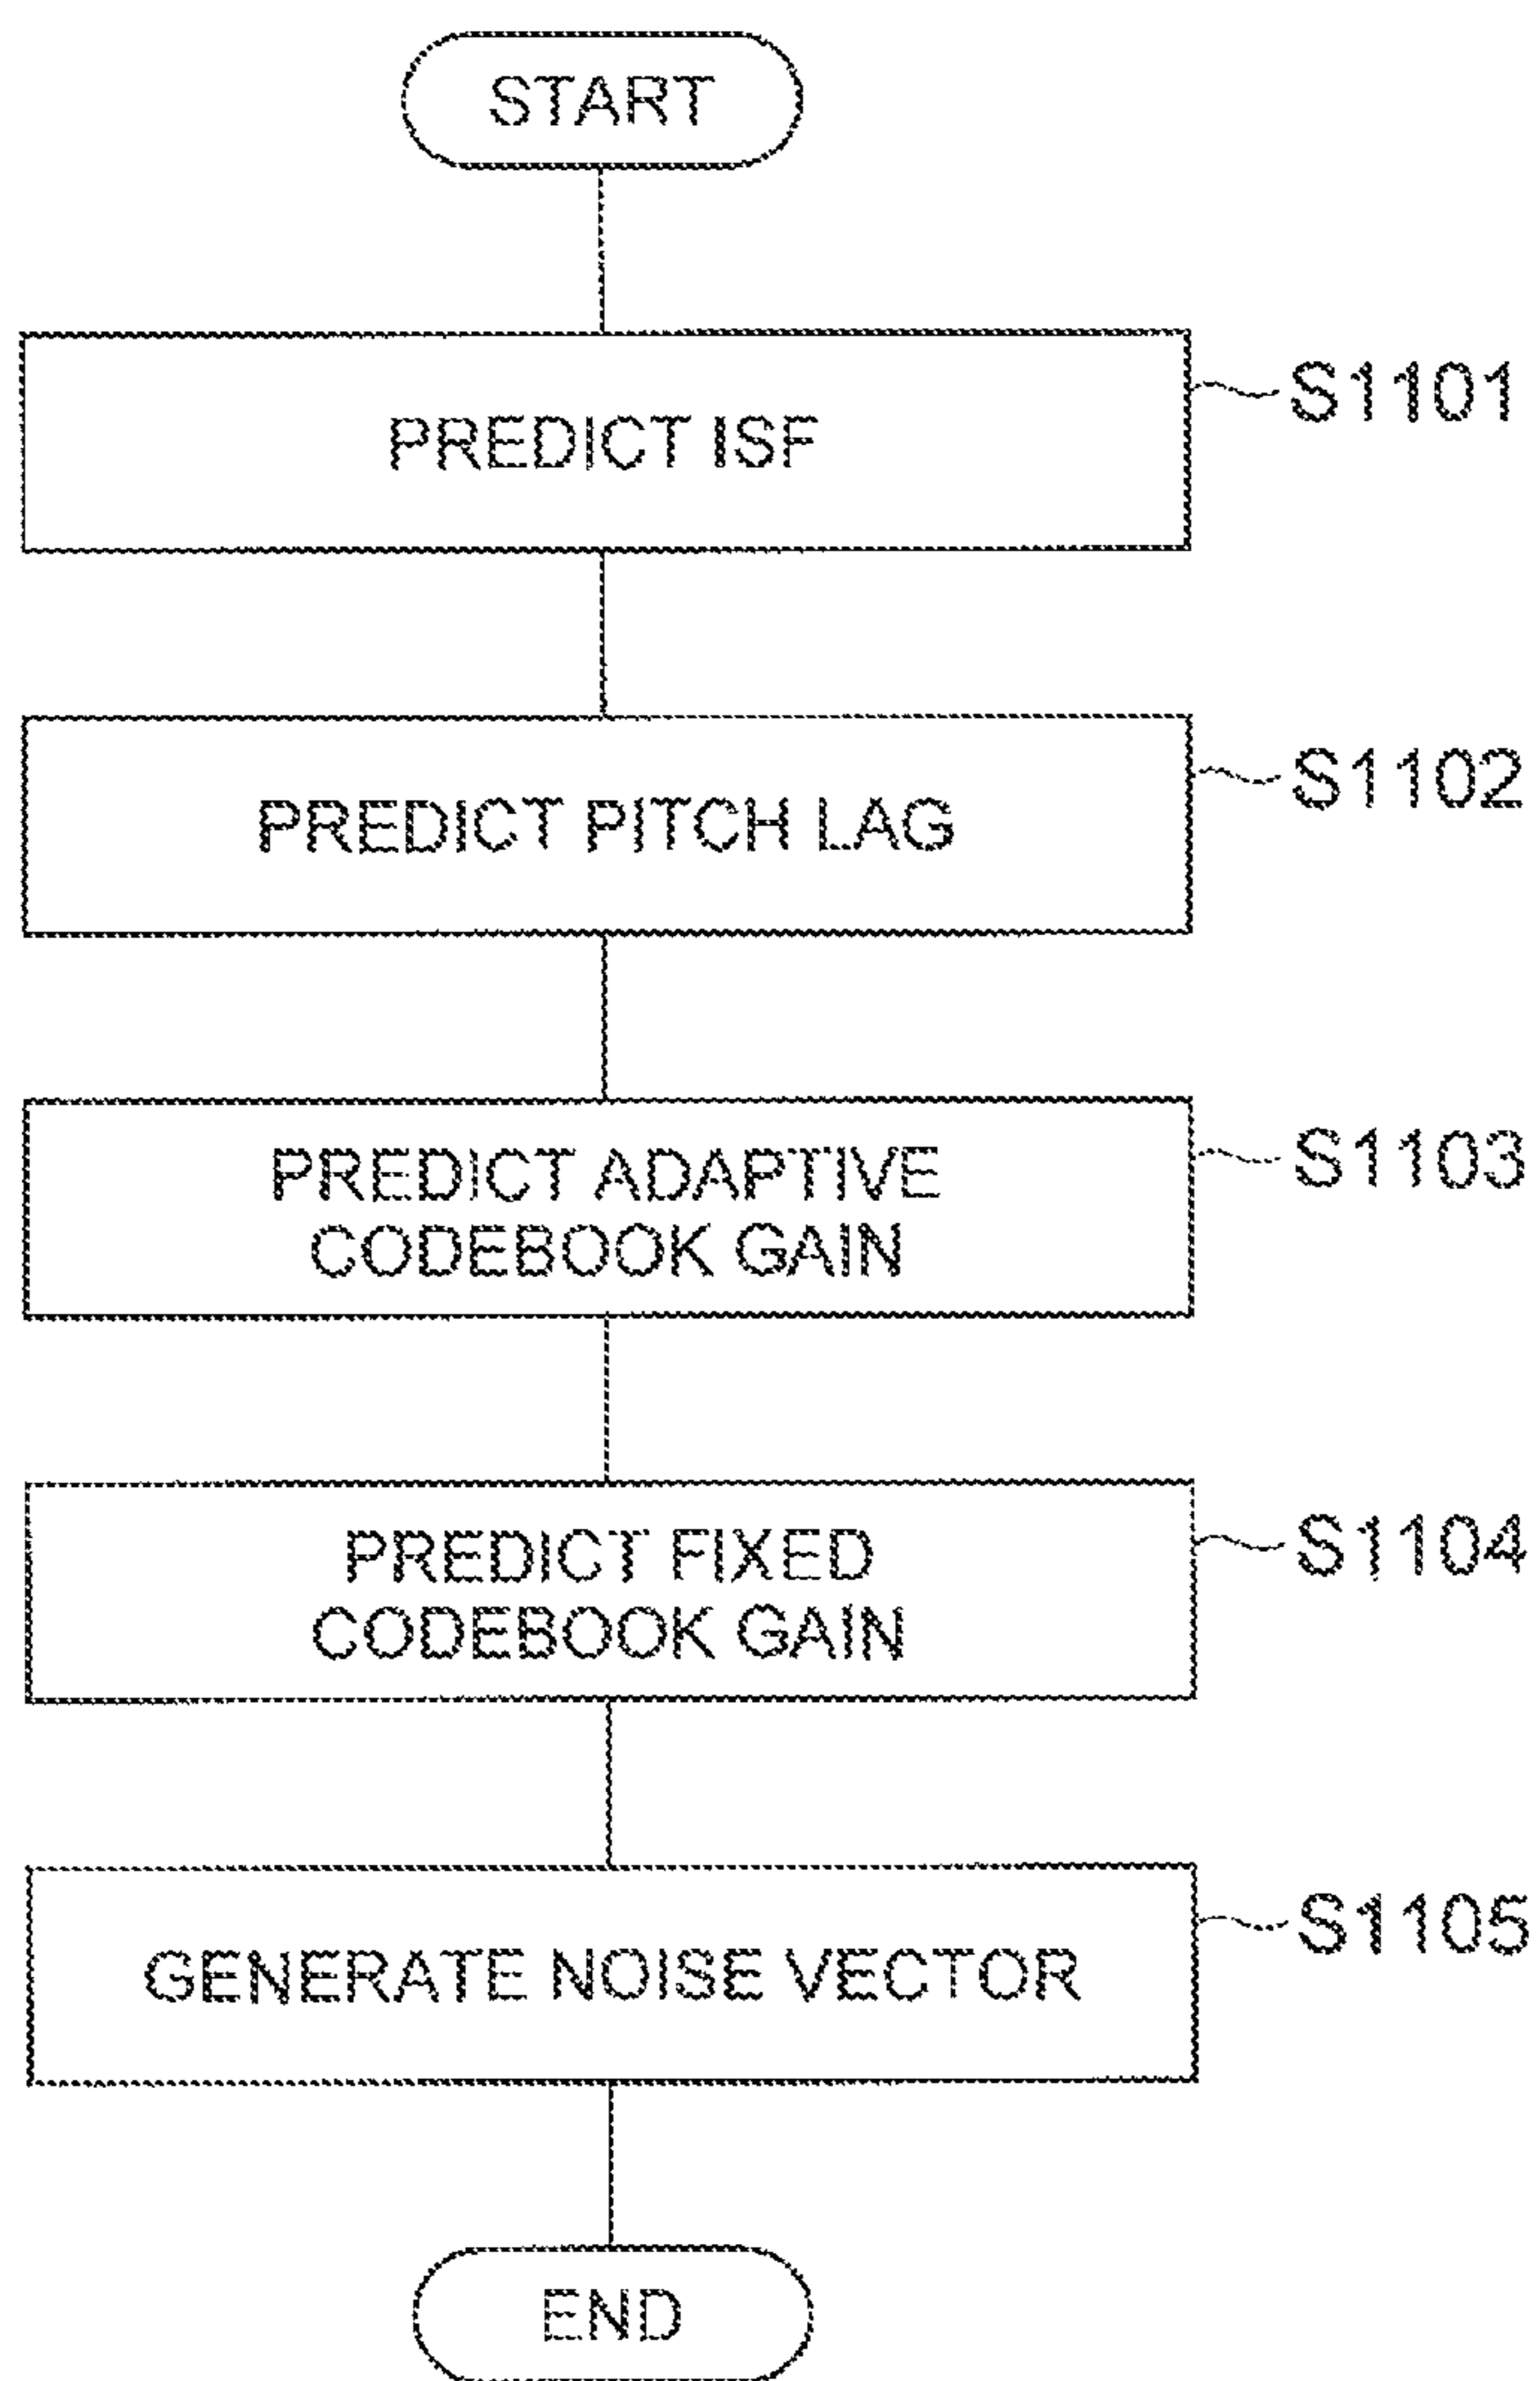 START
PREDICT ISF
S1101
PREDICT PITCH LAG
S1102
PREDICT ADAPTIVE
CODEBOOK GAIN
S1103
PREDICT FIXED
CODEBOOK GAIN
S1104
GENERATE NOISE VECTOR
S1105
END